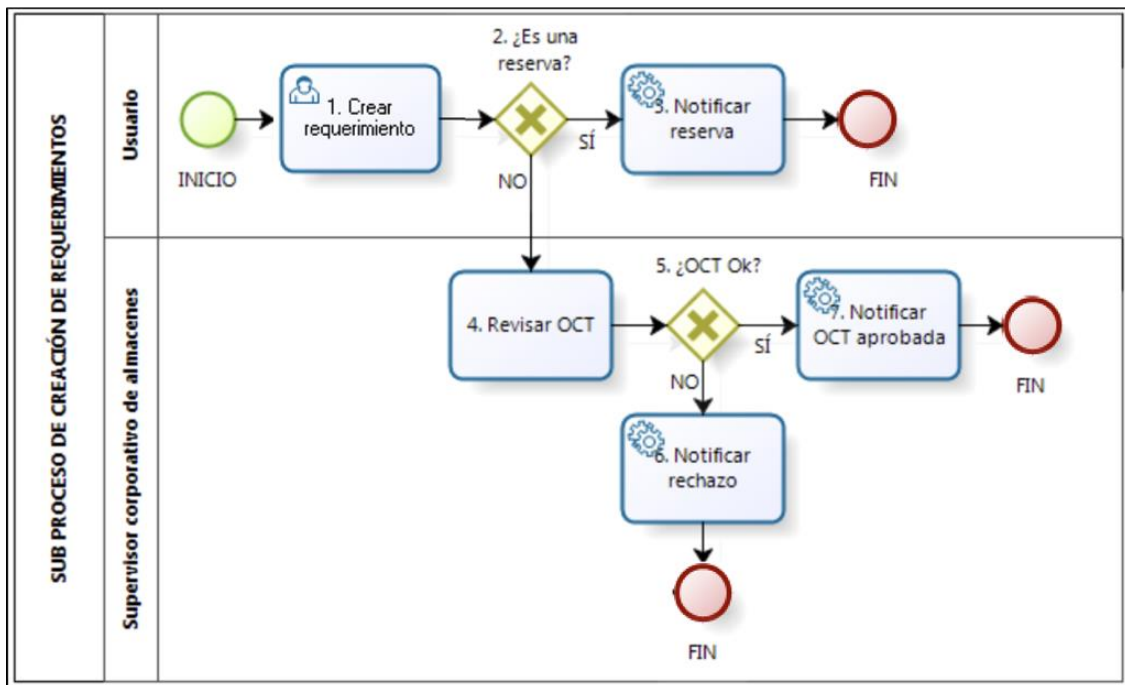 SUB PROCESO DE CREACIÓN DE REQUERIMIENTOS
Usuario
INICIO
1. Crear
requerimiento
2. ¿Es una
reserva?
SÍ
NO
3. Notificar
reserva
FIN
Supervisor corporativo de almacenes
4. Revisar OCT
5. ¿OCT Ok?
SÍ
NO
7. Notificar
OCT aprobada
FIN
6. Notificar
rechazo
FIN